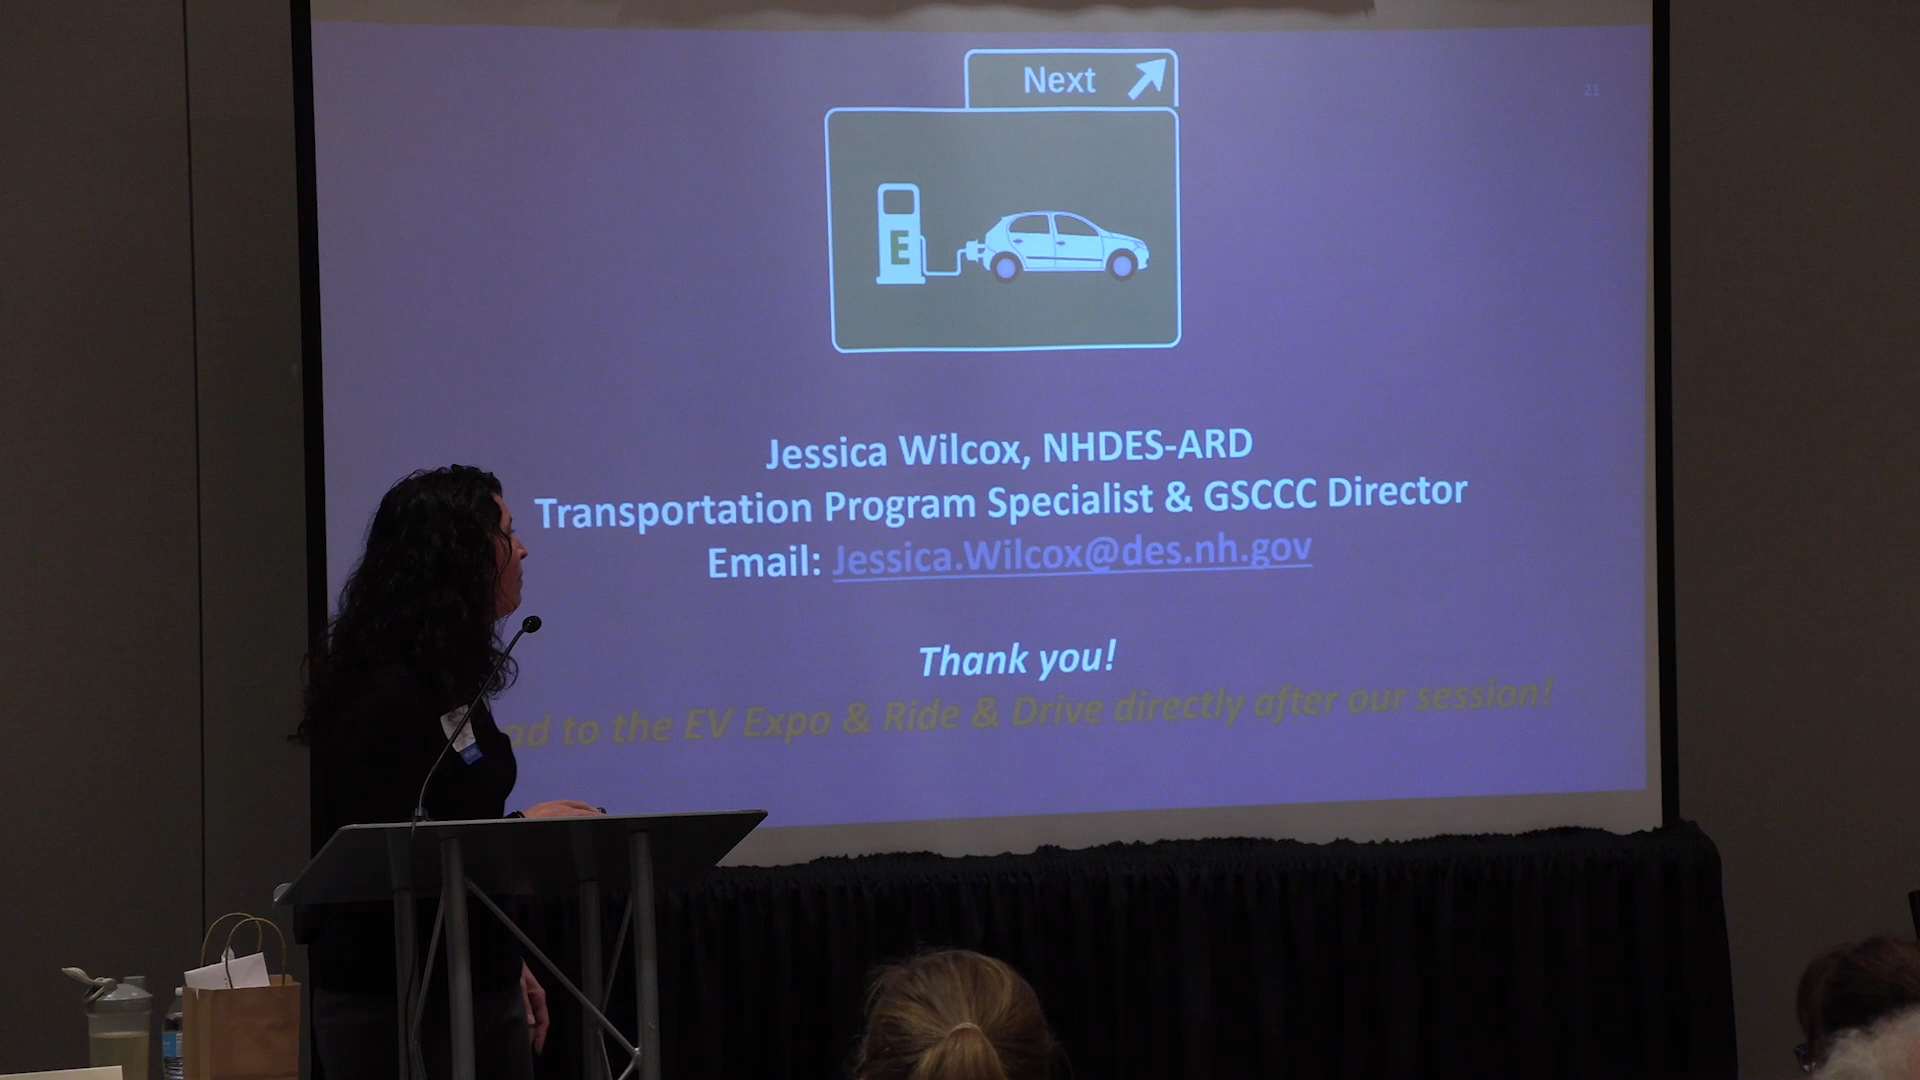 Next
21
E
Jessica Wilcox, NHDES-ARD
Transportation Program Specialist & GSCCC Director
Email: Jessica.Wilcox@des.nh.gov
Thank you!
to the EV Expo & Ride & Drive directly after our session!